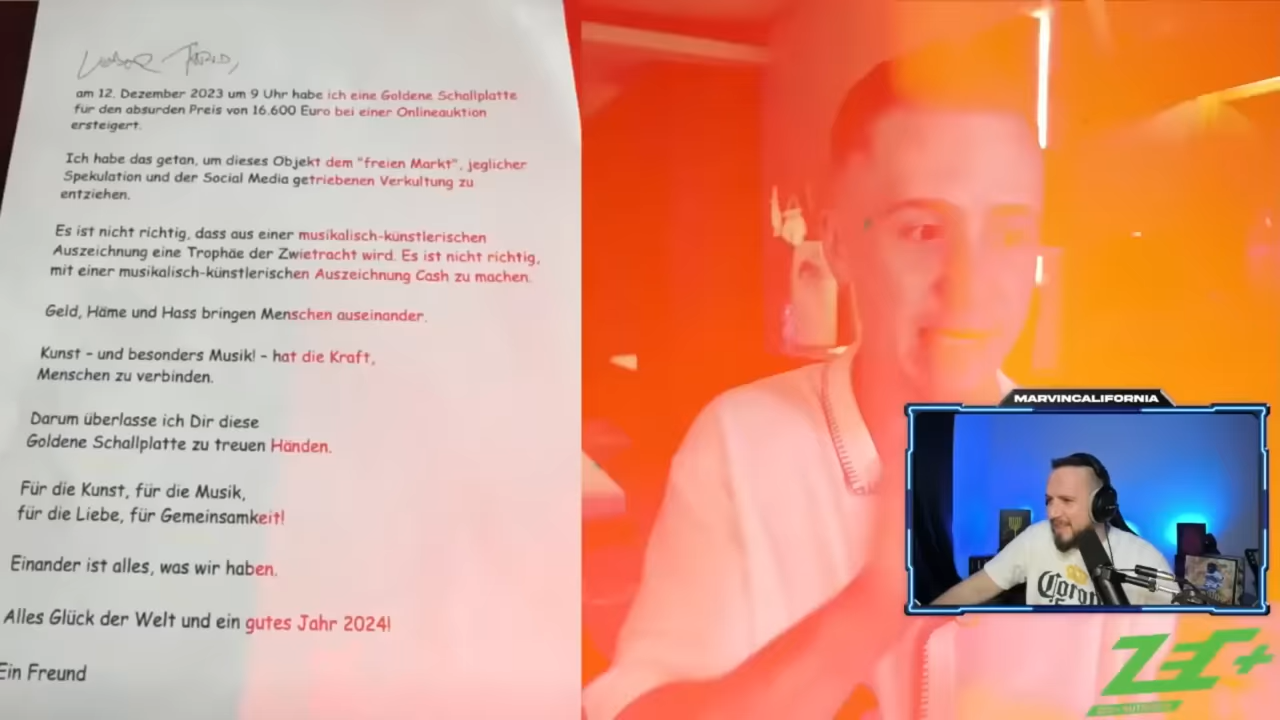 Lieber
am 12. Dezember 2023 um 9 Uhr habe ich eine Goldene Schallplatte
für den absurden Preis von 16.600 Euro bei einer Onlineauktion
ersteigert.
Ich habe das getan, um dieses Objekt dem "freien Markt", jeglicher
Spekulation und der Social Media getriebenen Verkultung zu
entziehen.
Es ist nicht richtig, dass aus einer musikalisch-künstlerischen
Auszeichnung eine Trophäe der Zwietracht wird. Es ist nicht richtig,
mit einer musikalisch-künstlerischen Auszeichnung Cash zu machen.
Geld, Häme und Hass bringen Menschen auseinander.
Kunst - und besonders Musik! - hat die Kraft,
Menschen zu verbinden.
Darum überlasse ich Dir diese
Goldene Schallplatte zu treuen Händen.
Für die Kunst, für die Musik,
für die Liebe, für Gemeinsamkeit!
Einander ist alles, was wir haben.
Alles Glück der Welt und ein gutes Jahr 2024!
Ein Freund
MARVINCALIFORNIA
Corona
ZEC+